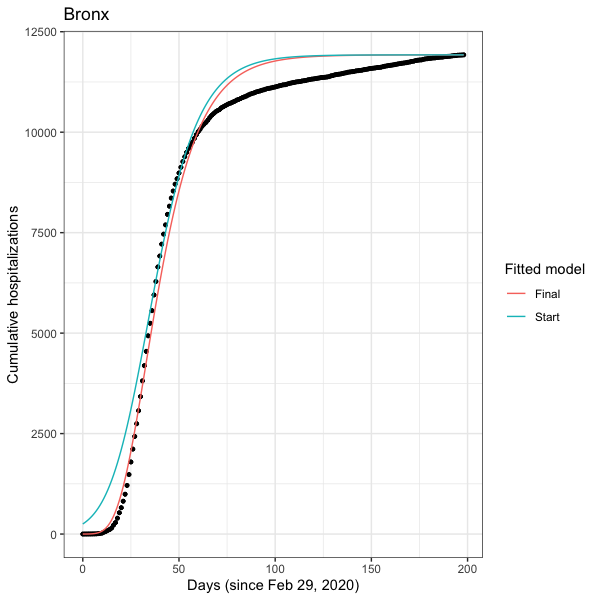 Bronx
12500
10000
7500
5000
2500
0
Cumulative hospitalizations
0 50 100 150 200
Days (since Feb 29, 2020)
Fitted model
Final
Start